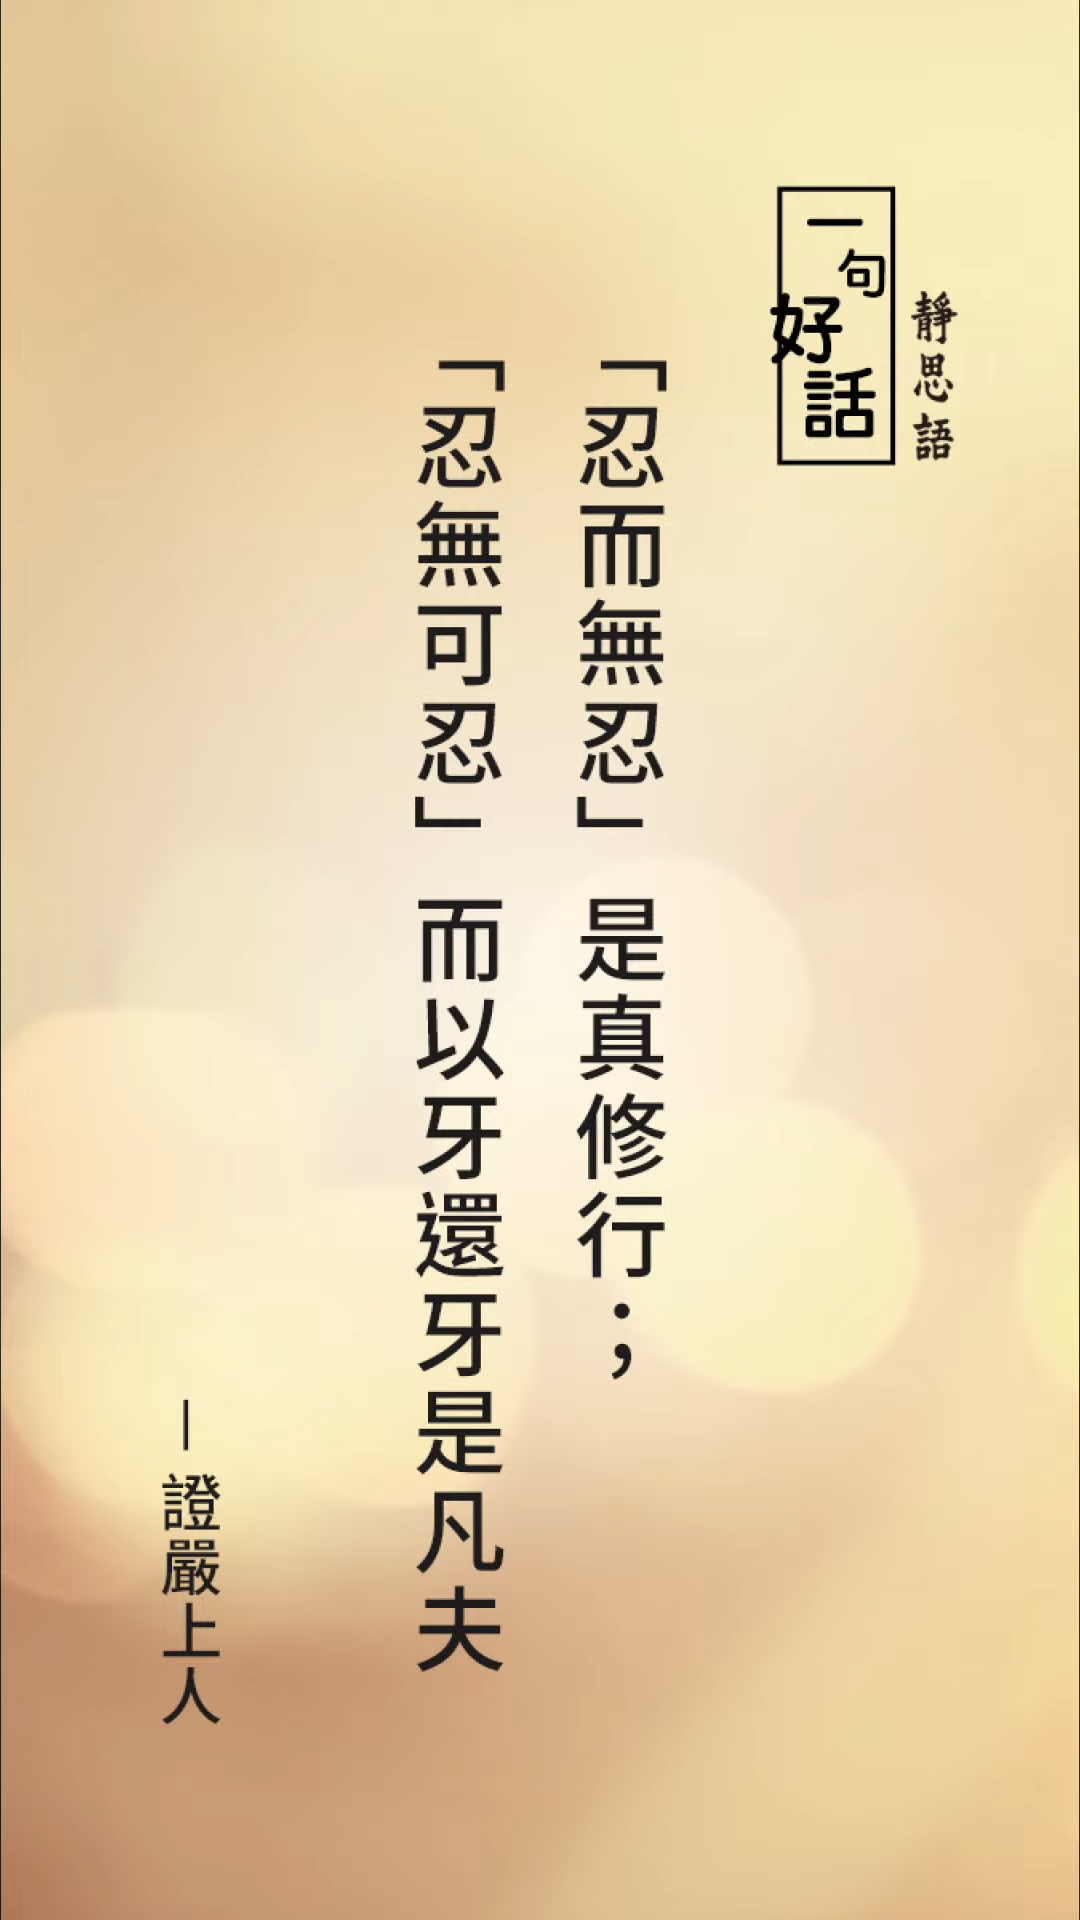 靜思語
一句好話
「忍而無忍」是真修行；
「忍無可忍」而以牙還牙是凡夫
— 證嚴上人